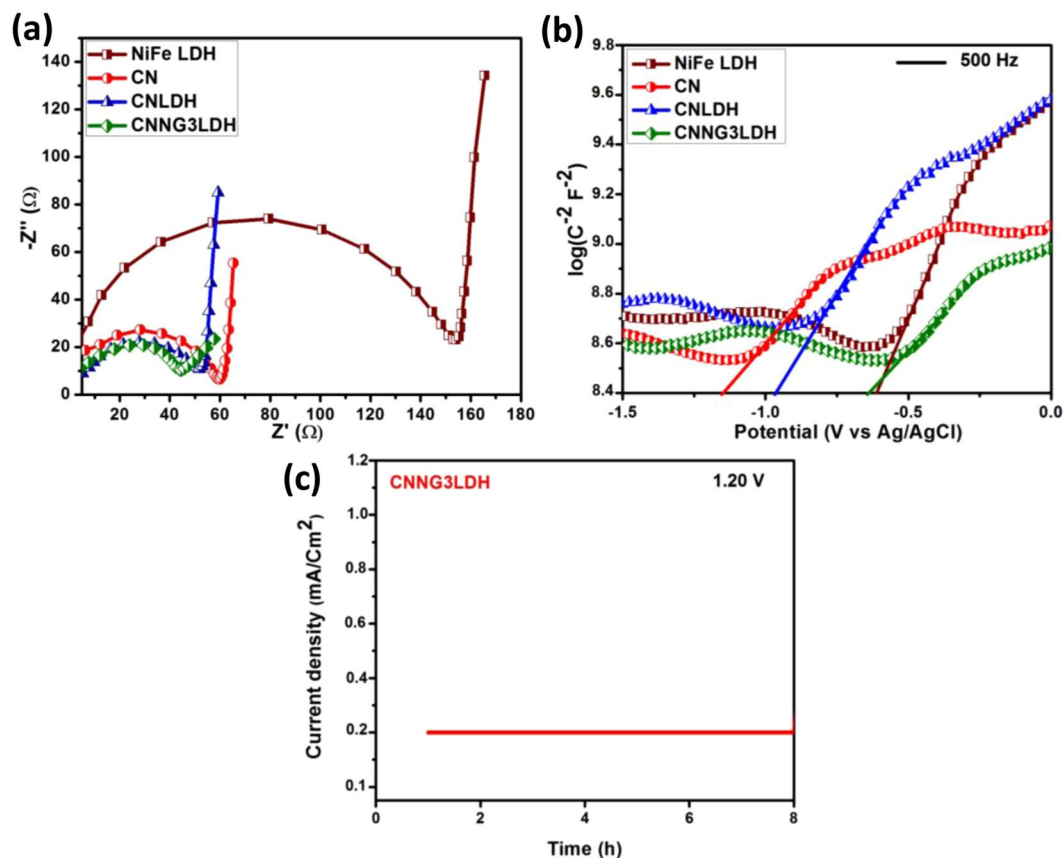 (a)
NiFe LDH
CN
CNLDH
CNNG3LDH
-Z" (Ω)
140
120
100
80
60
40
20
0
20 40 60 80 100 120 140 160 180
Z' (Ω)
(b)
NiFe LDH
CN
CNLDH
CNNG3LDH
500 Hz
log(C⁻² F⁻²)
9.8
9.6
9.4
9.2
9.0
8.8
8.6
8.4
-1.5 -1.0 -0.5 0.0
Potential (V vs Ag/AgCl)
(c)
CNNG3LDH 1.20 V
Current density (mA/Cm²)
1.2
1.0
0.8
0.6
0.4
0.2
0.1
0 2 4 6 8
Time (h)